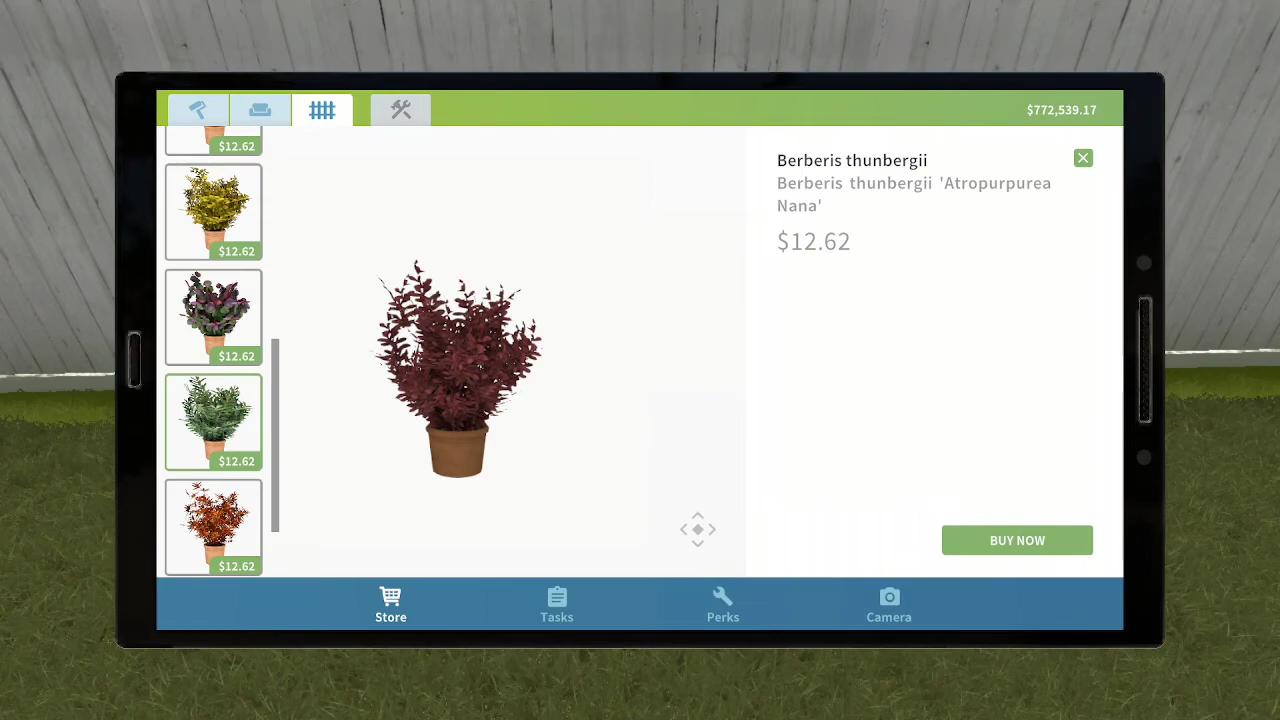 $772,539.17
$12.62
$12.62
$12.62
$12.62
$12.62
Berberis thunbergii
Berberis thunbergii 'Atropurpurea
Nana'
$12.62
BUY NOW
Store
Tasks
Perks
Camera